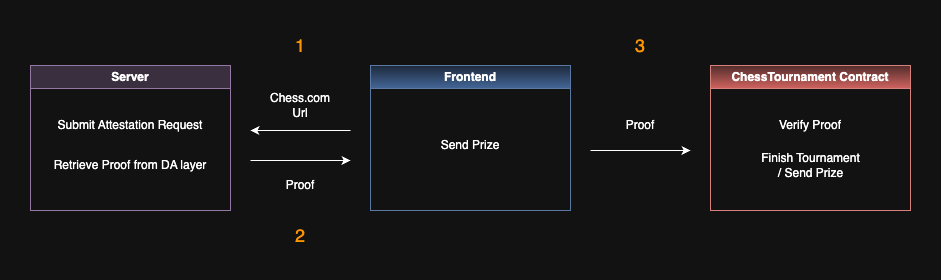 1
3
Server
Frontend
ChessTournament Contract
Chess.com
Url
Submit Attestation Request
Retrieve Proof from DA layer
Send Prize
Proof
Verify Proof
Finish Tournament
/ Send Prize
Proof
2